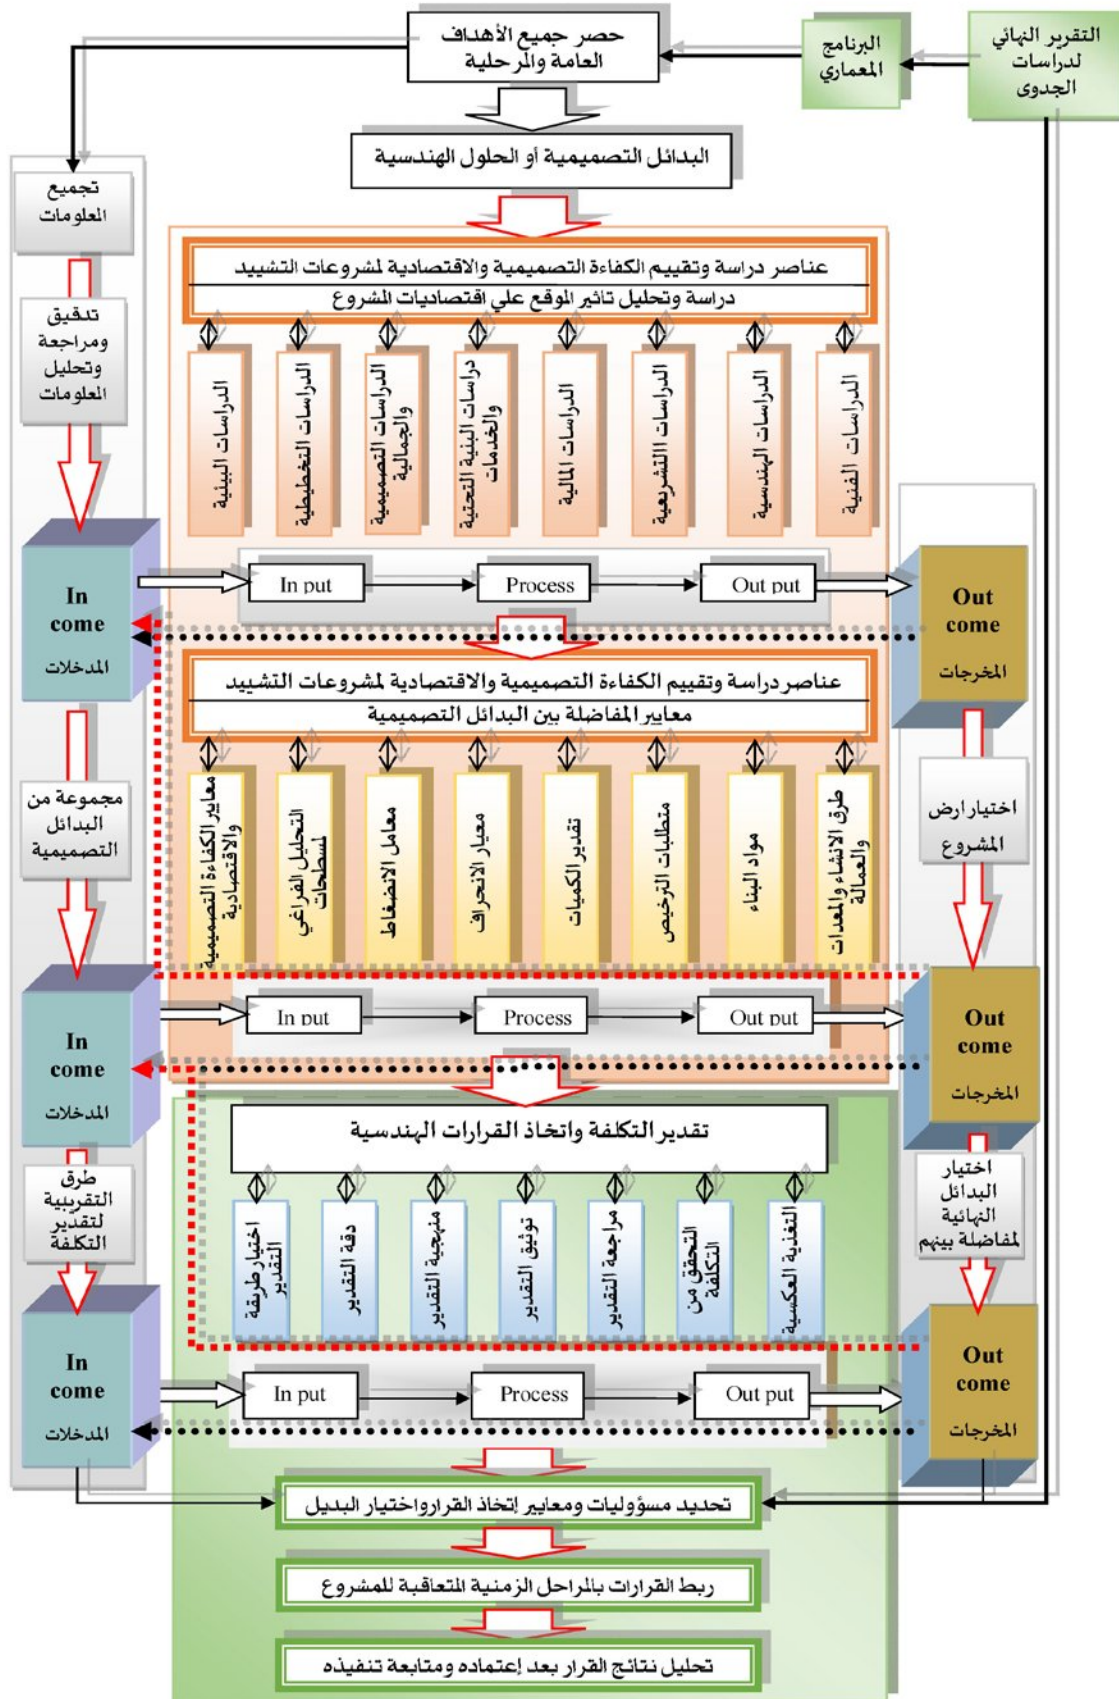 التقرير النهائي
لدراسات
الجدوى
البرنامج
المعماري
حصر جميع الأهداف
العامة والمرحلية
البدائل التصميمية أو الحلول الهندسية
تجميع
المعلومات
تدقيق
ومراجعة
وتحليل
المعلومات
عناصر دراسة وتقييم الكفاءة التصميمية والاقتصادية لمشروعات التشييد
دراسة وتحليل تاثير الموقع علي اقتصاديات المشروع
الدراسات الفنية
الدراسات الهندسية
الدراسات التشريعية
الدراسات المالية
دراسات البنية التحتية
والخدمات
الدراسات التصميمية
والجمالية
الدراسات التخطيطية
الدراسات البيئية
In
come
المدخلات
In put
Process
Out put
Out
come
المخرجات
عناصر دراسة وتقييم الكفاءة التصميمية والاقتصادية لمشروعات التشييد
معايير المفاضلة بين البدائل التصميمية
طرق الانشاء والمعدات
والعمالة
مواد البناء
متطلبات الترخيص
تقدير الكميات
معيار الانحراف
معامل الانضغاط
التحليل الفراغي
لسطحات
معايير الكفاءة التصميمية
والاقتصادية
مجموعة من
البدائل
التصميمية
اختيار ارض
المشروع
In
come
المدخلات
In put
Process
Out put
Out
come
المخرجات
تقدير التكلفة واتخاذ القرارات الهندسية
التغذية العكسية
التحقق من
التكلفة
مراجعة التقدير
توثيق التقدير
منهجية التقدير
دقة التقدير
اختيار طريقة
التقدير
طرق
التقريبية
لتقدير
التكلفة
اختيار
البدائل
النهائية
لمفاضلة بينهم
In
come
المدخلات
In put
Process
Out put
Out
come
المخرجات
تحديد مسؤوليات ومعايير إتخاذ القرارواختيار البديل
ربط القرارات بالمراحل الزمنية المتعاقبة للمشروع
تحليل نتائج القرار بعد إعتماده ومتابعة تنفيذه